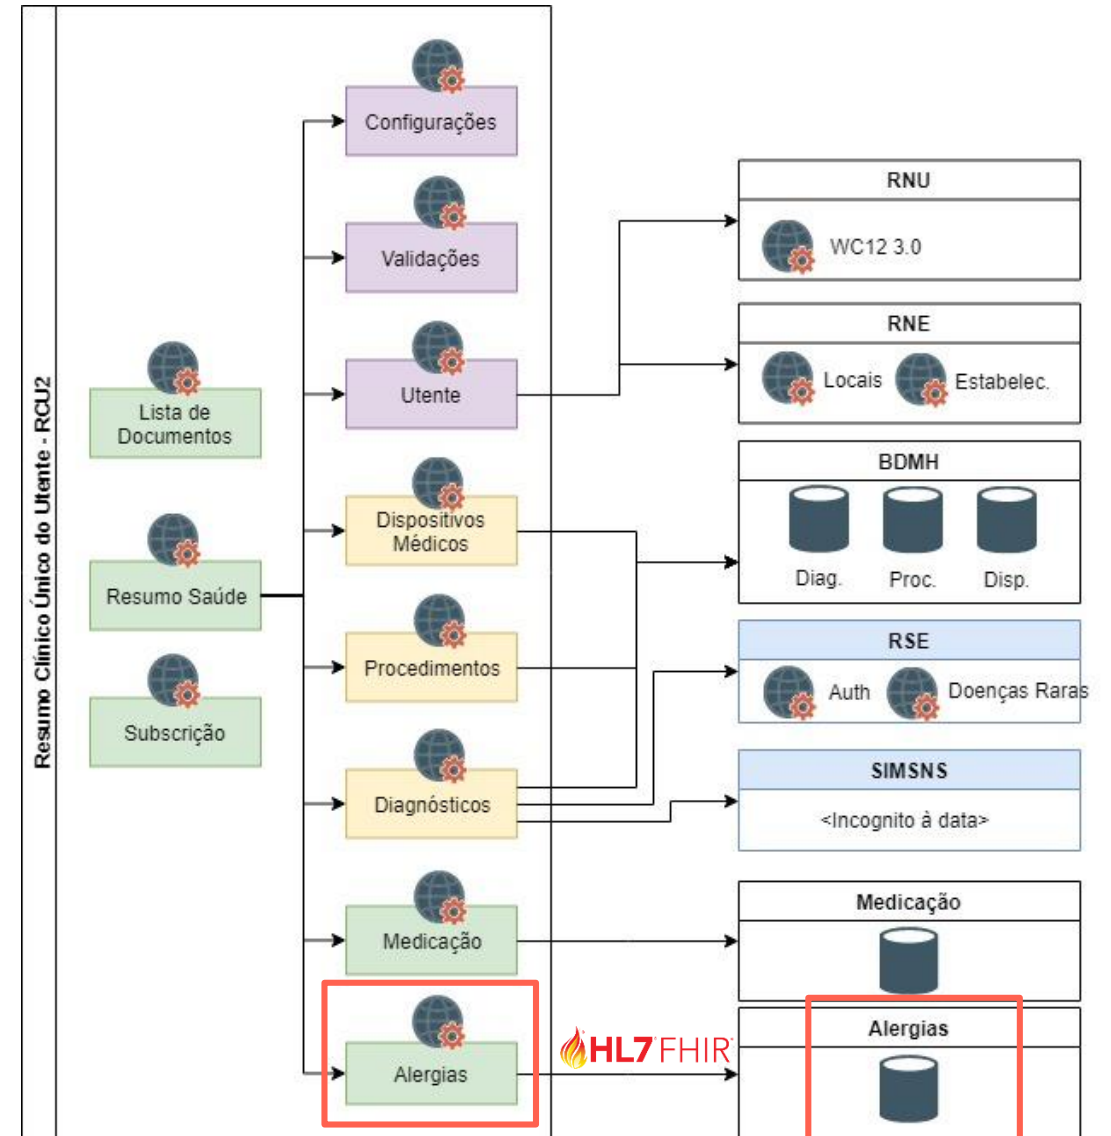 Resumo Clínico Único do Utente - RCU2
Lista de
Documentos
Resumo Saúde
Subscrição
Configurações
Validações
Utente
Dispositivos
Médicos
Procedimentos
Diagnósticos
Medicação
Alergias
HL7 FHIR
RNU
WC12 3.0
RNE
Locais
Estabelec.
BDMH
Diag.
Proc.
Disp.
RSE
Auth
Doenças Raras
SIMSNS
<Incognito à data>
Medicação
Alergias